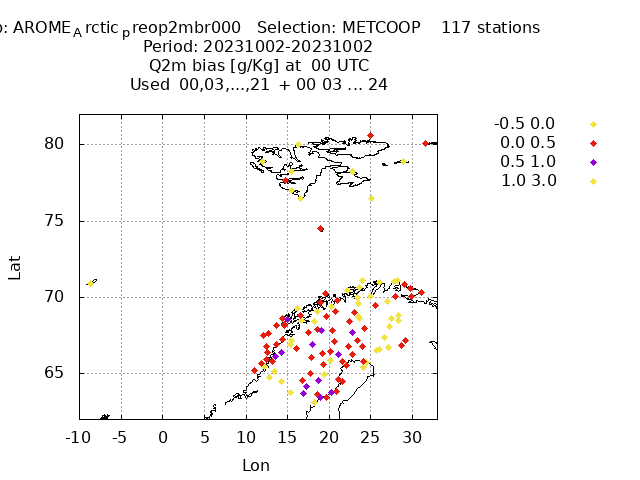 p: AROME_Arctic_preop2mbr000 Selection: METCOOP 117 stations
Period: 20231002-20231002
Q2m bias [g/Kg] at 00 UTC
Used 00,03,...,21 + 00 03 ... 24
-0.5 0.0
0.0 0.5
0.5 1.0
1.0 3.0
80
75
70
65
Lat
-10 -5 0 5 10 15 20 25 30
Lon